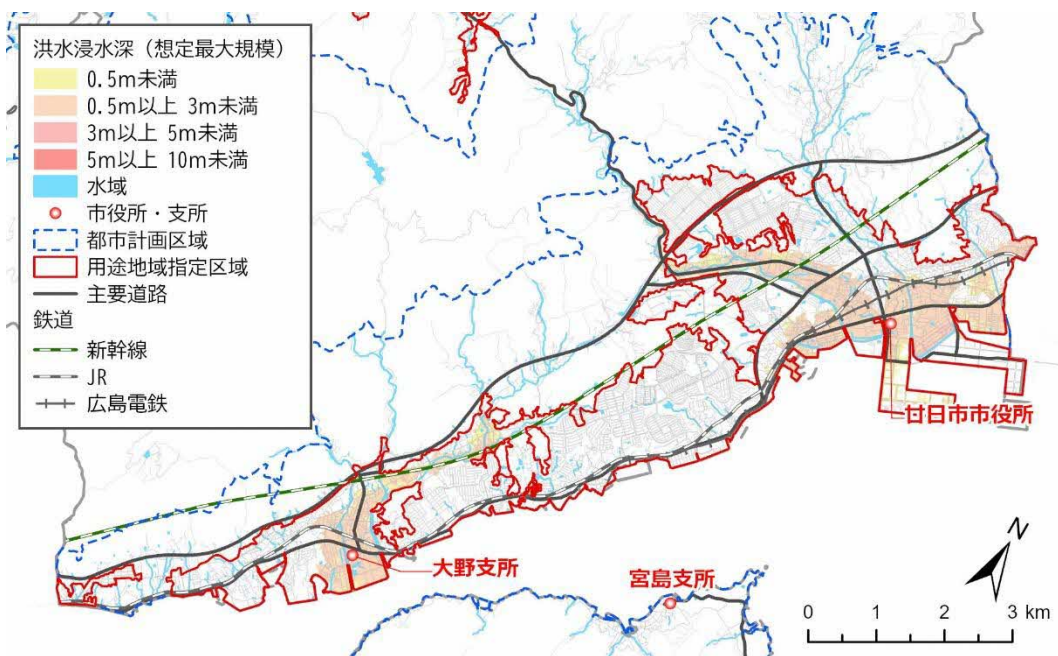 洪水浸水深（想定最大規模）
0.5m未満
0.5m以上 3m未満
3m以上 5m未満
5m以上 10m未満
水域
市役所・支所
都市計画区域
用途地域指定区域
主要道路
鉄道
新幹線
JR
広島電鉄
廿日市市役所
大野支所
宮島支所
N
0 1 2 3 km